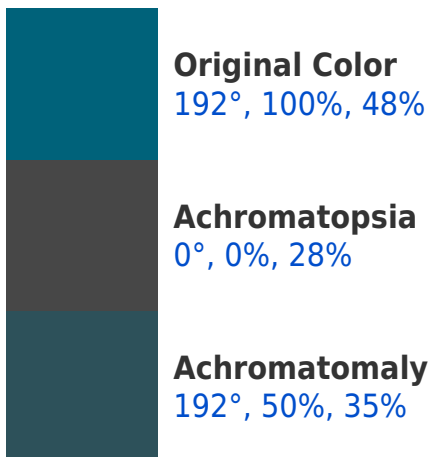 Original Color
192°, 100%, 48%
Achromatopsia
0°, 0%, 28%
Achromatomaly
192°, 50%, 35%